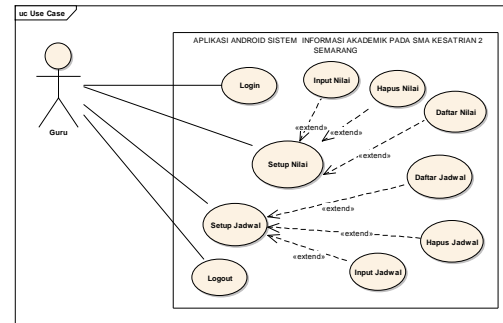 uc Use Case
APLIKASI ANDROID SISTEM INFORMASI AKADEMIK PADA SMA KESATRIAN 2
SEMARANG
Guru
Login
Input Nilai
Hapus Nilai
Daftar Nilai
«extend»
«extend»
«extend»
Setup Nilai
Daftar Jadwal
«extend»
Setup Jadwal
«extend»
Hapus Jadwal
«extend»
Input Jadwal
Logout